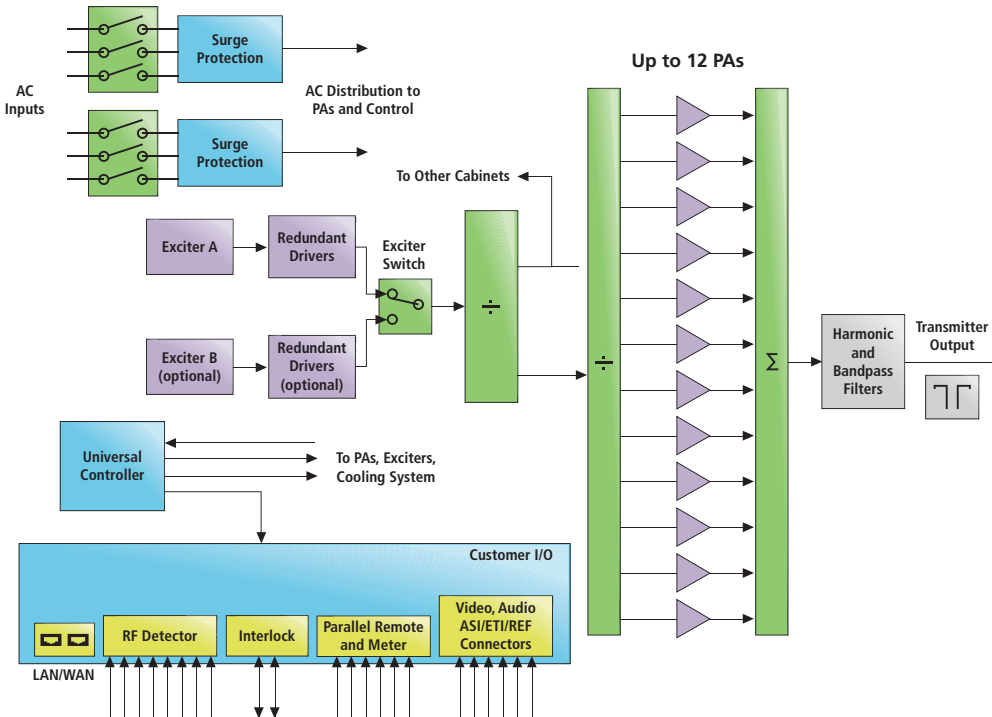 AC
Inputs
Surge
Protection
AC Distribution to
PAs and Control
Surge
Protection
Up to 12 PAs
To Other Cabinets
Exciter A
Redundant
Drivers
Exciter
Switch
÷
÷
Σ
Exciter B
(optional)
Redundant
Drivers
(optional)
Harmonic
and
Bandpass
Filters
Transmitter
Output
Universal
Controller
To PAs, Exciters,
Cooling System
Customer I/O
LAN/WAN
RF Detector
Interlock
Parallel Remote
and Meter
Video, Audio
ASI/ETI/REF
Connectors